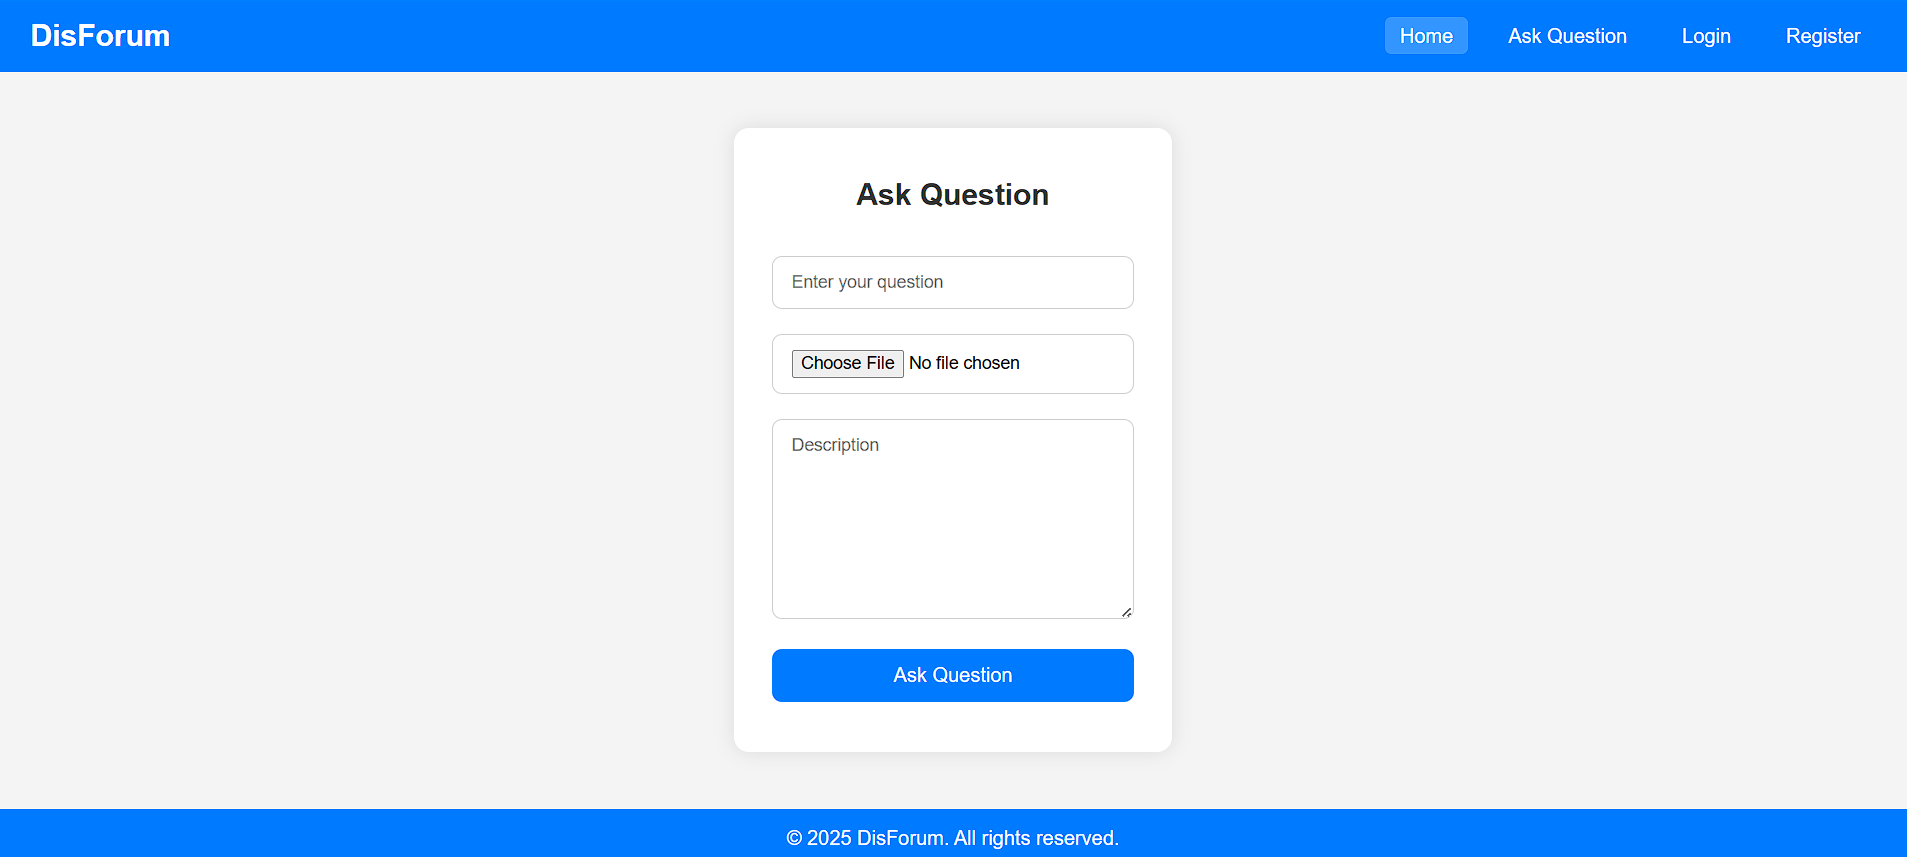 DisForum
Home Ask Question Login Register
Ask Question
Enter your question
Choose File No file chosen
Description
Ask Question
© 2025 DisForum. All rights reserved.